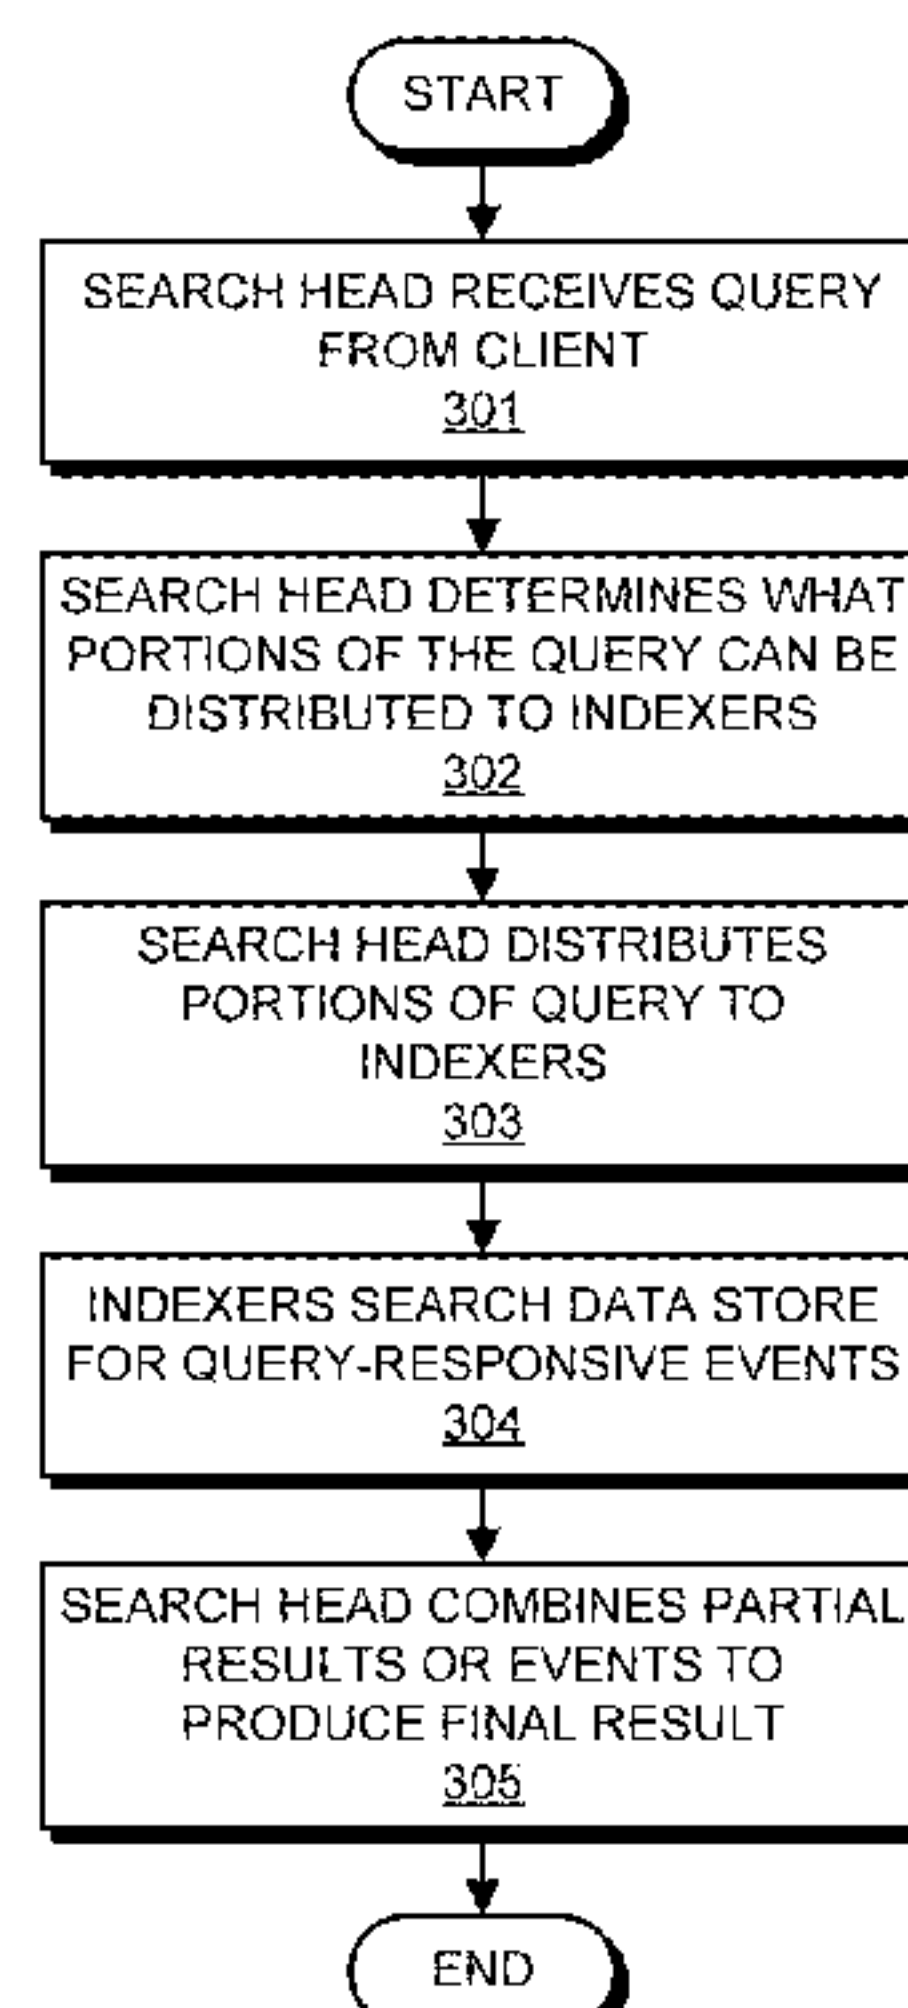 START
SEARCH HEAD RECEIVES QUERY
FROM CLIENT
301
SEARCH HEAD DETERMINES WHAT
PORTIONS OF THE QUERY CAN BE
DISTRIBUTED TO INDEXERS
302
SEARCH HEAD DISTRIBUTES
PORTIONS OF QUERY TO
INDEXERS
303
INDEXERS SEARCH DATA STORE
FOR QUERY-RESPONSIVE EVENTS
304
SEARCH HEAD COMBINES PARTIAL
RESULTS OR EVENTS TO
PRODUCE FINAL RESULT
305
END